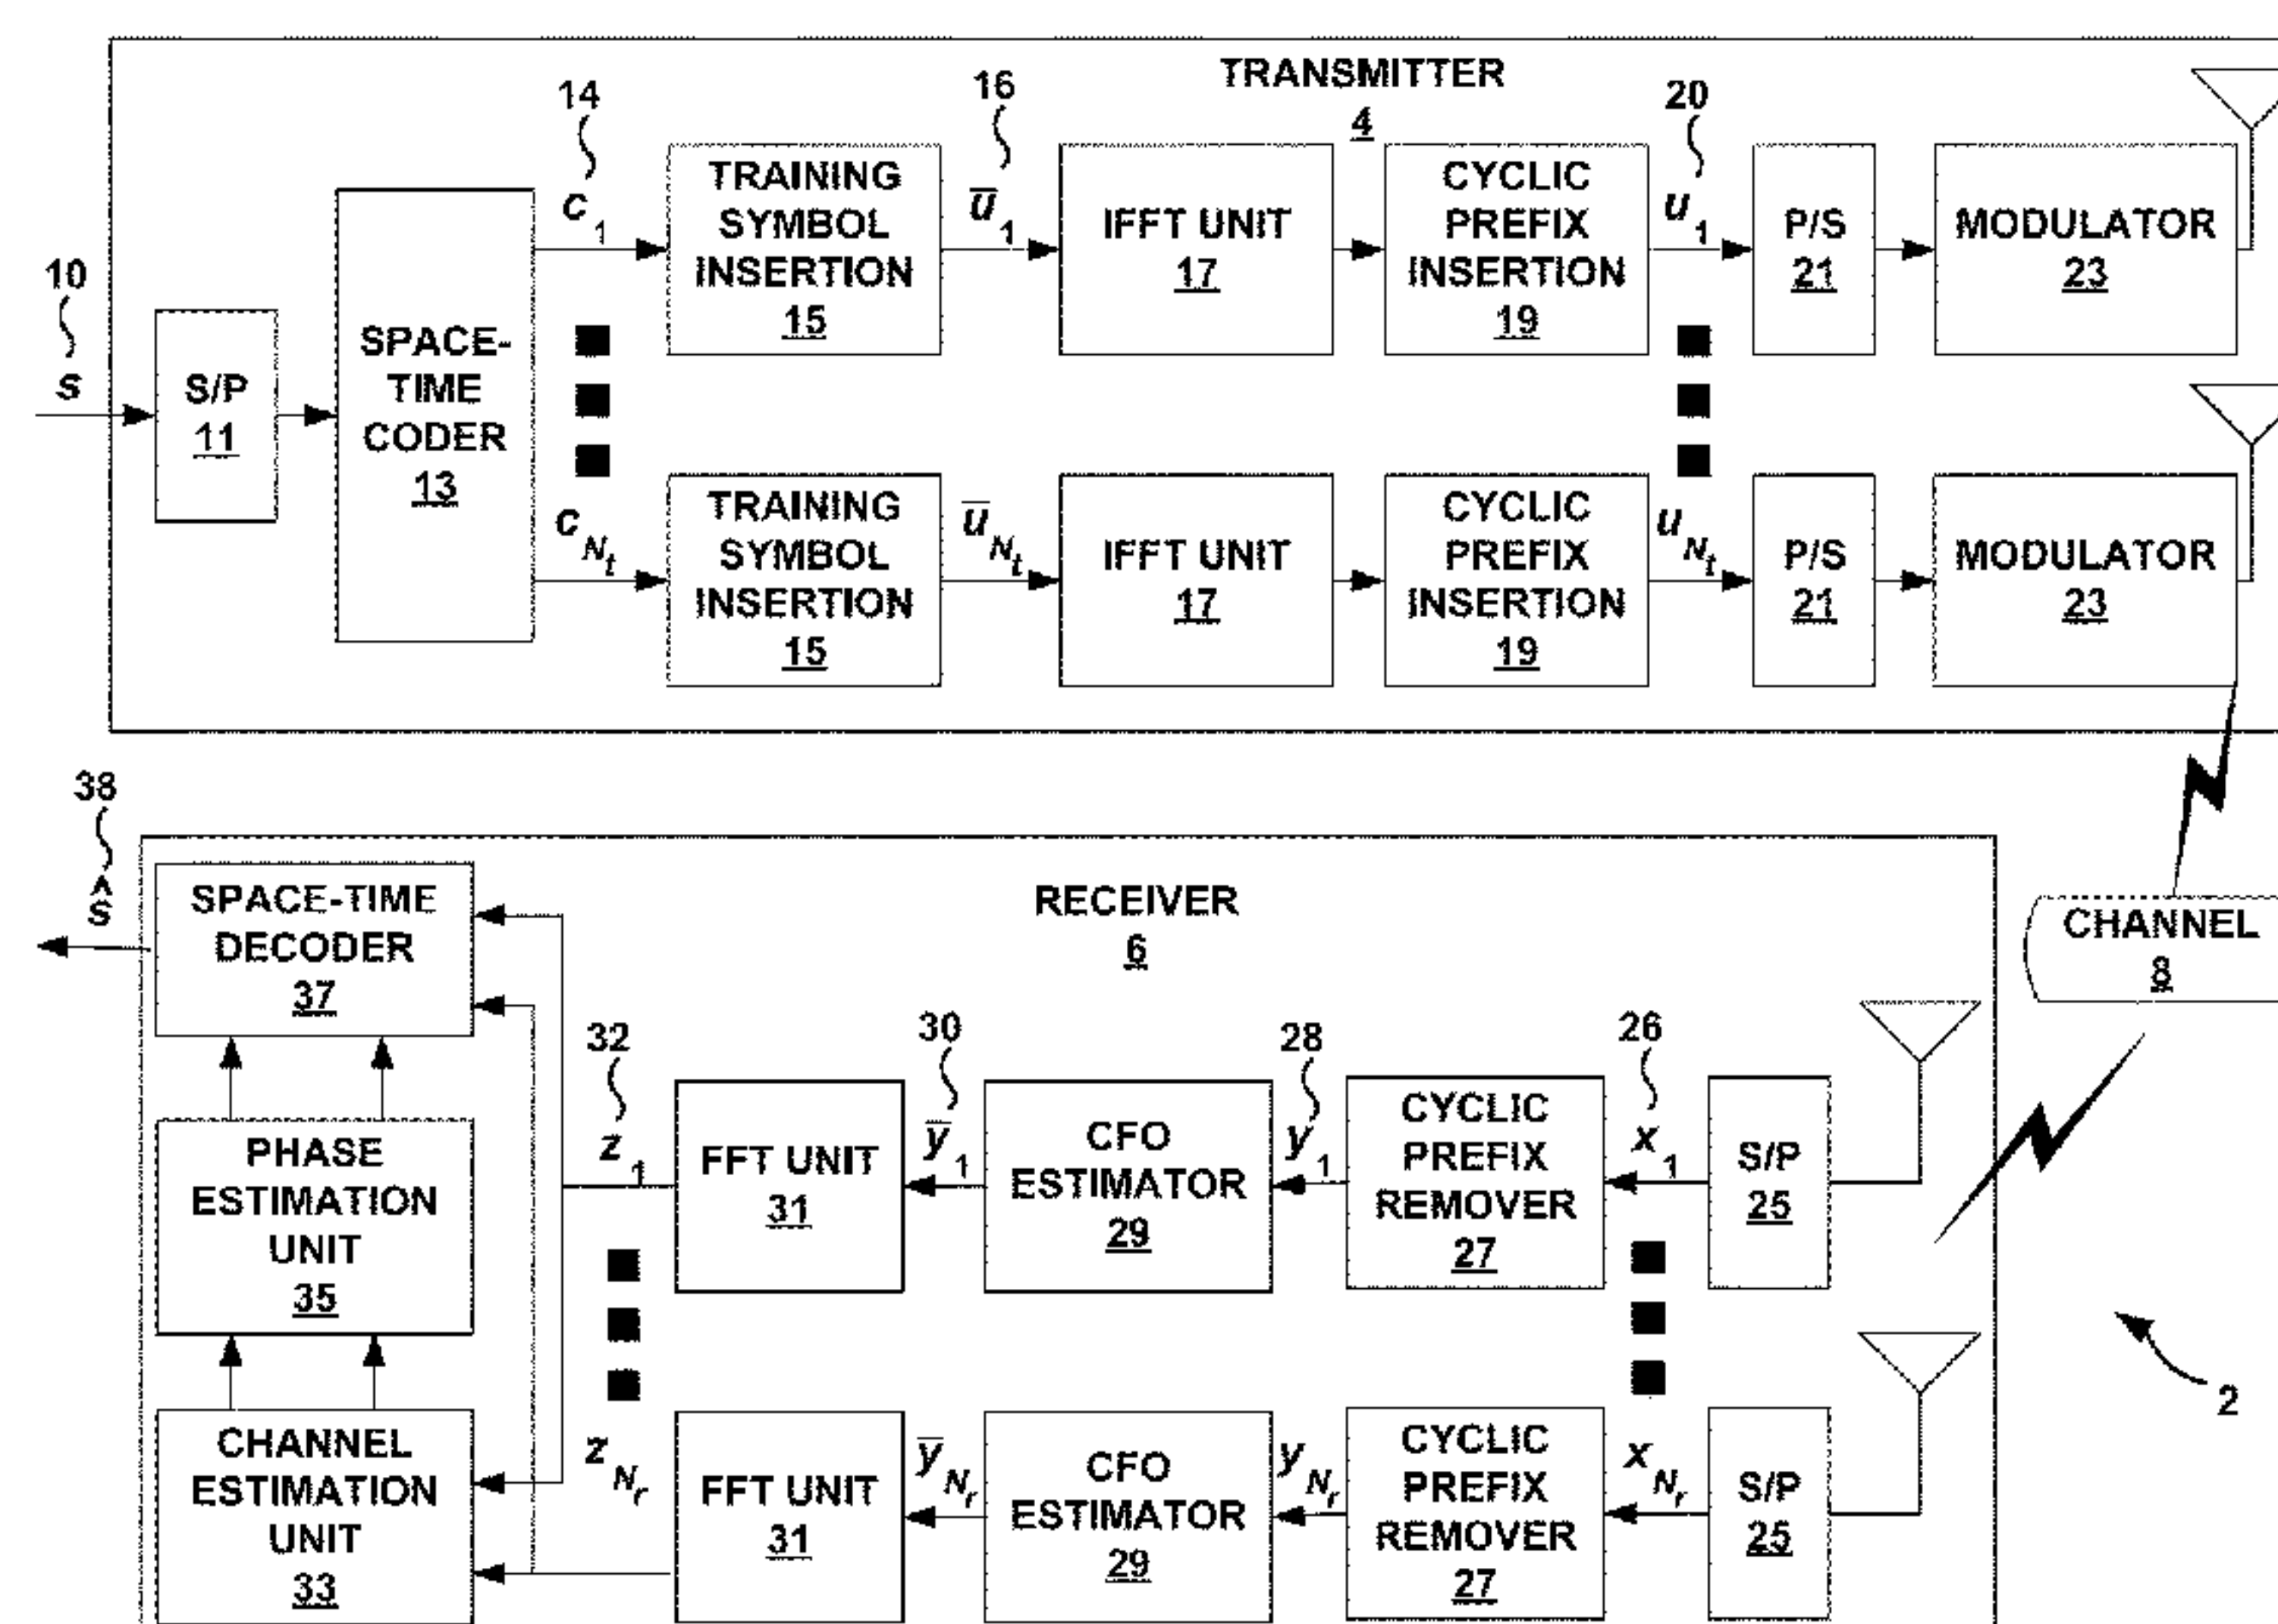 TRANSMITTER
4
14
16
20
10
s
S/P
11
SPACE-
TIME
CODER
13
c1
TRAINING
SYMBOL
INSERTION
15
u̅1
IFFT UNIT
17
CYCLIC
PREFIX
INSERTION
19
u1
P/S
21
MODULATOR
23
cNt
TRAINING
SYMBOL
INSERTION
15
u̅Nt
IFFT UNIT
17
CYCLIC
PREFIX
INSERTION
19
uNt
P/S
21
MODULATOR
23
CHANNEL
8
RECEIVER
6
38
ŝ
SPACE-TIME
DECODER
37
PHASE
ESTIMATION
UNIT
35
CHANNEL
ESTIMATION
UNIT
33
32
z1
FFT UNIT
31
30
y̅1
CFO
ESTIMATOR
29
28
y1
CYCLIC
PREFIX
REMOVER
27
26
x1
S/P
25
zNr
FFT UNIT
31
y̅Nr
CFO
ESTIMATOR
29
yNr
CYCLIC
PREFIX
REMOVER
27
xNr
S/P
25
2